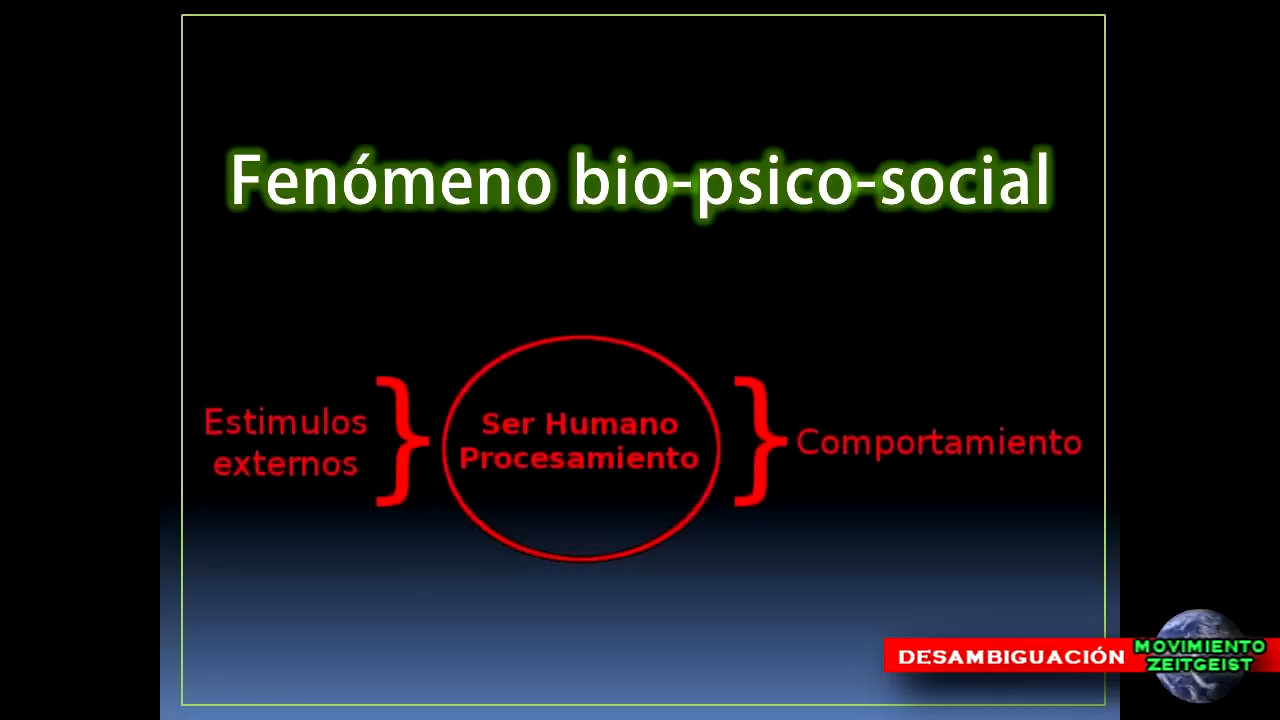 Fenómeno bio-psico-social
Estimulos
externos
Ser Humano
Procesamiento
Comportamiento
DESAMBIGUACIÓN
MOVIMIENTO
ZEITGEIST